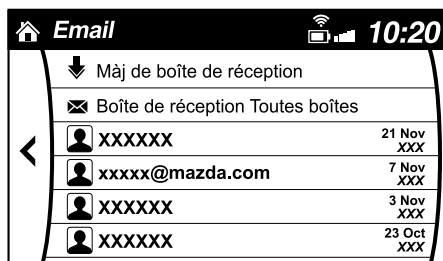 Email 10:20
Màj de boîte de réception
Boîte de réception Toutes boîtes
XXXXXX 21 Nov
XXX
xxxxx@mazda.com 7 Nov
XXX
XXXXXX 3 Nov
XXX
XXXXXX 23 Oct
XXX